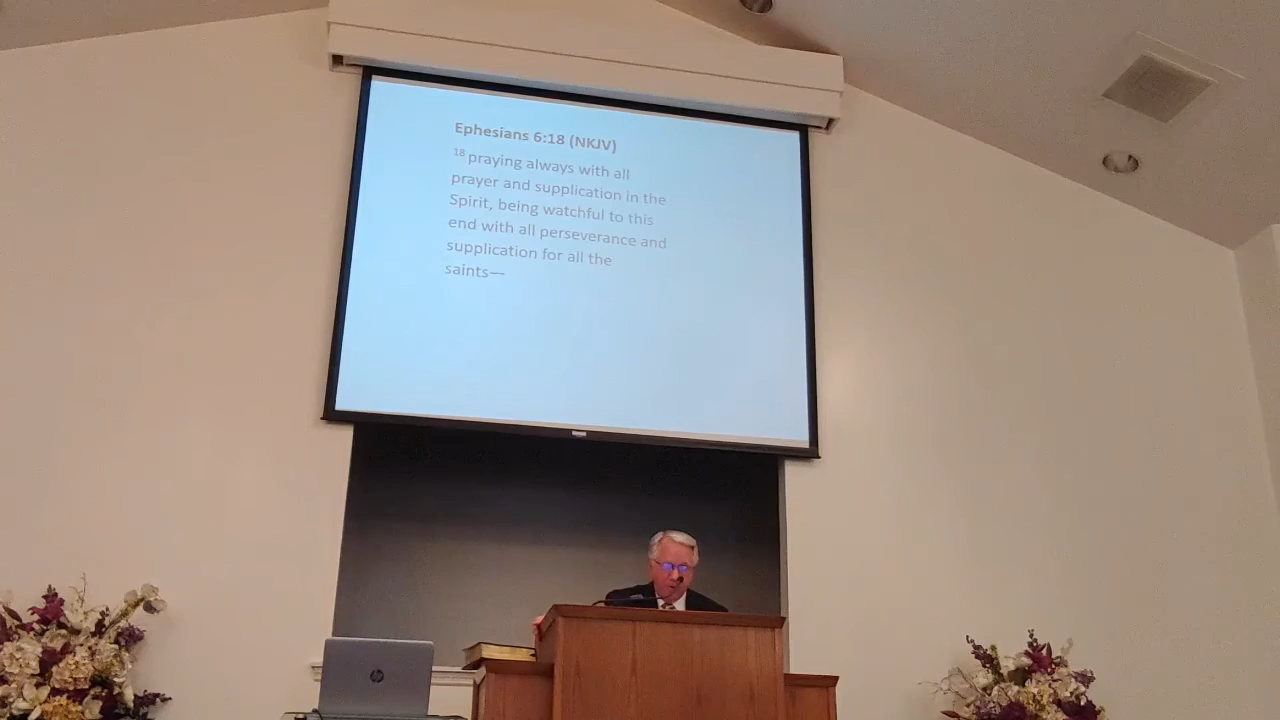 Ephesians 6:18 (NKJV)
18 praying always with all
prayer and supplication in the
Spirit, being watchful to this
end with all perseverance and
supplication for all the
saints—
hp